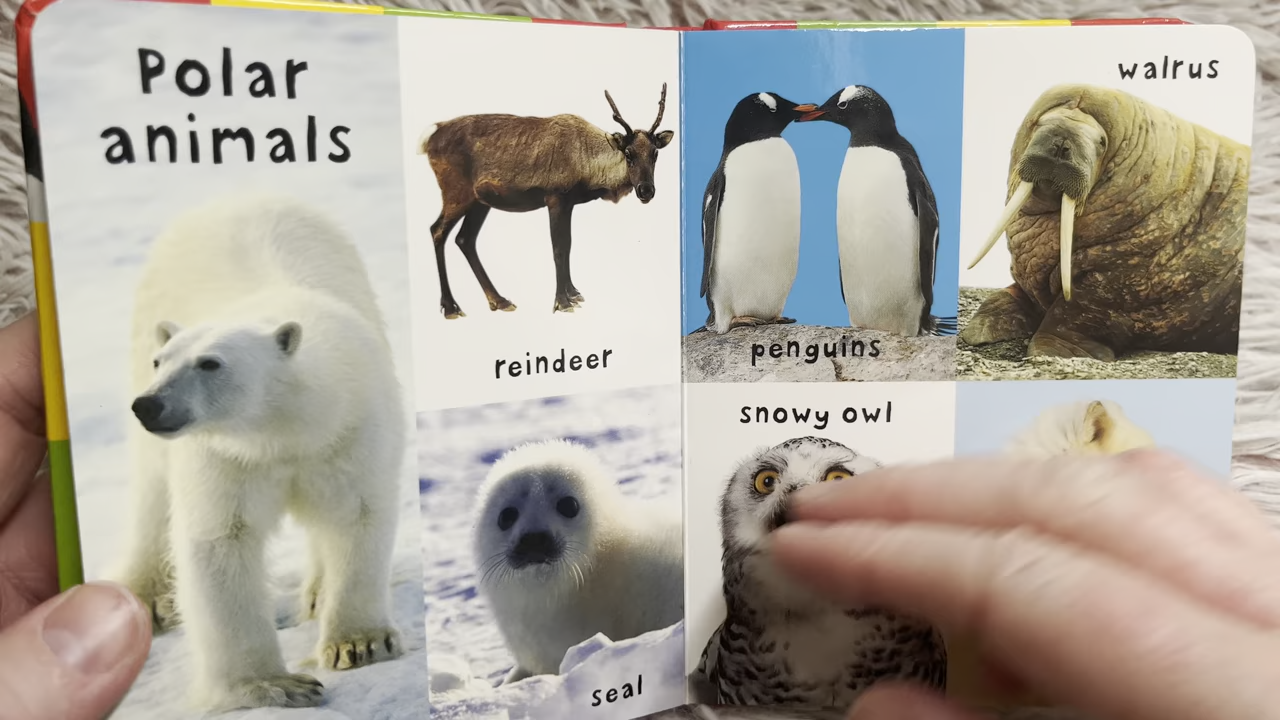 Polar
animals
reindeer
seal
penguins
walrus
snowy owl